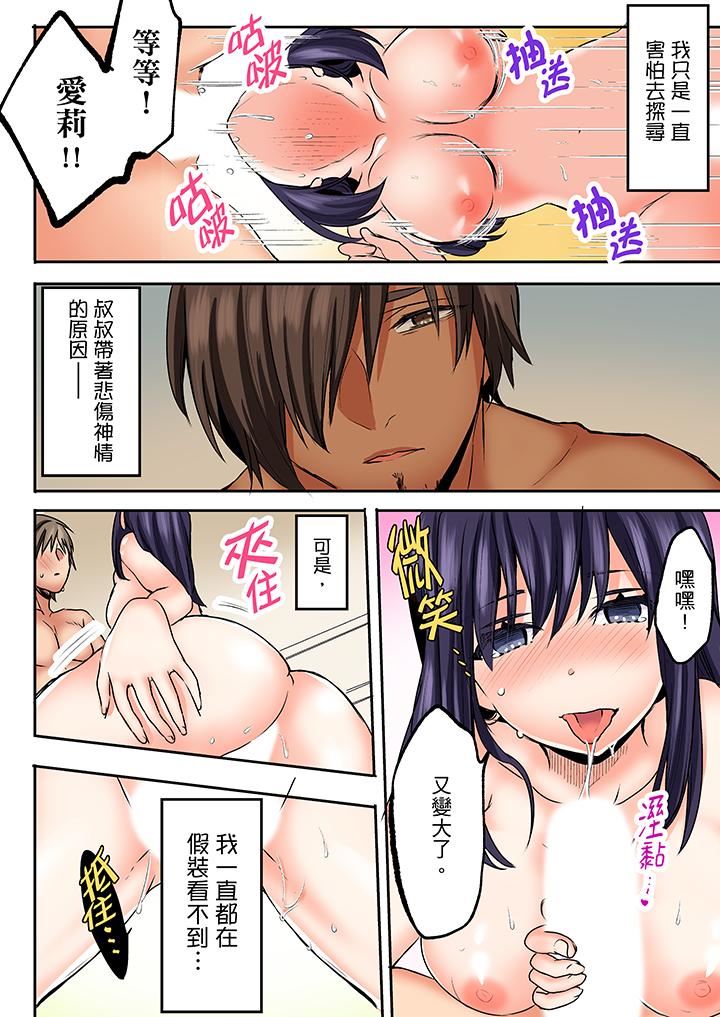 我只是一直
害怕去探尋
抽送
抽送
咕啵
咕啵
等等！
愛莉!!
叔叔帶著悲傷神情
的原因——
嘿嘿！
微笑
又變大了。
溼黏…♥
可是，
夾住
我一直都在
假裝看不到…
抵住…